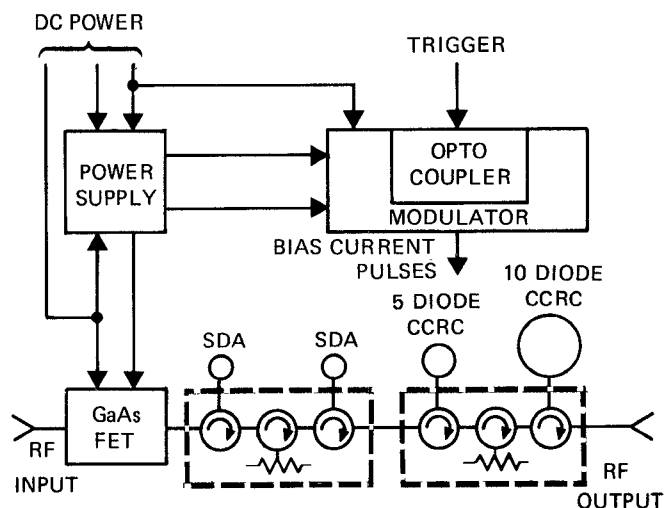 DC POWER
TRIGGER
POWER
SUPPLY
OPTO
COUPLER
MODULATOR
BIAS CURRENT
PULSES
10 DIODE
CCRC
5 DIODE
CCRC
SDA
SDA
GaAs
FET
RF
INPUT
RF
OUTPUT